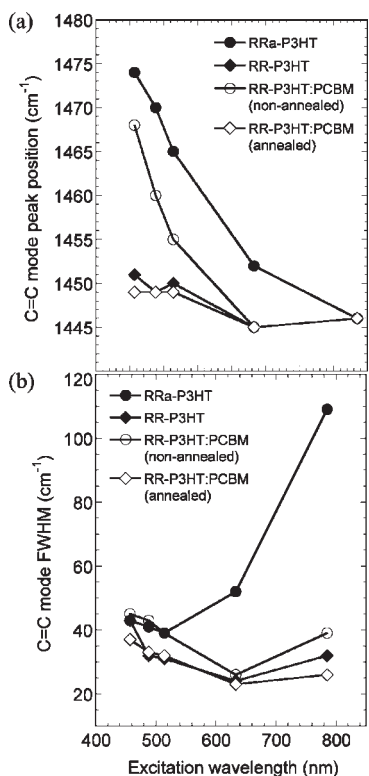 (a)
RRa-P3HT
RR-P3HT
RR-P3HT:PCBM
(non-annealed)
RR-P3HT:PCBM
(annealed)
C=C mode peak position (cm⁻¹)
1480
1475
1470
1465
1460
1455
1450
1445
(b)
RRa-P3HT
RR-P3HT
RR-P3HT:PCBM
(non-annealed)
RR-P3HT:PCBM
(annealed)
C=C mode FWHM (cm⁻¹)
120
100
80
60
40
20
400 500 600 700 800 900
Excitation wavelength (nm)